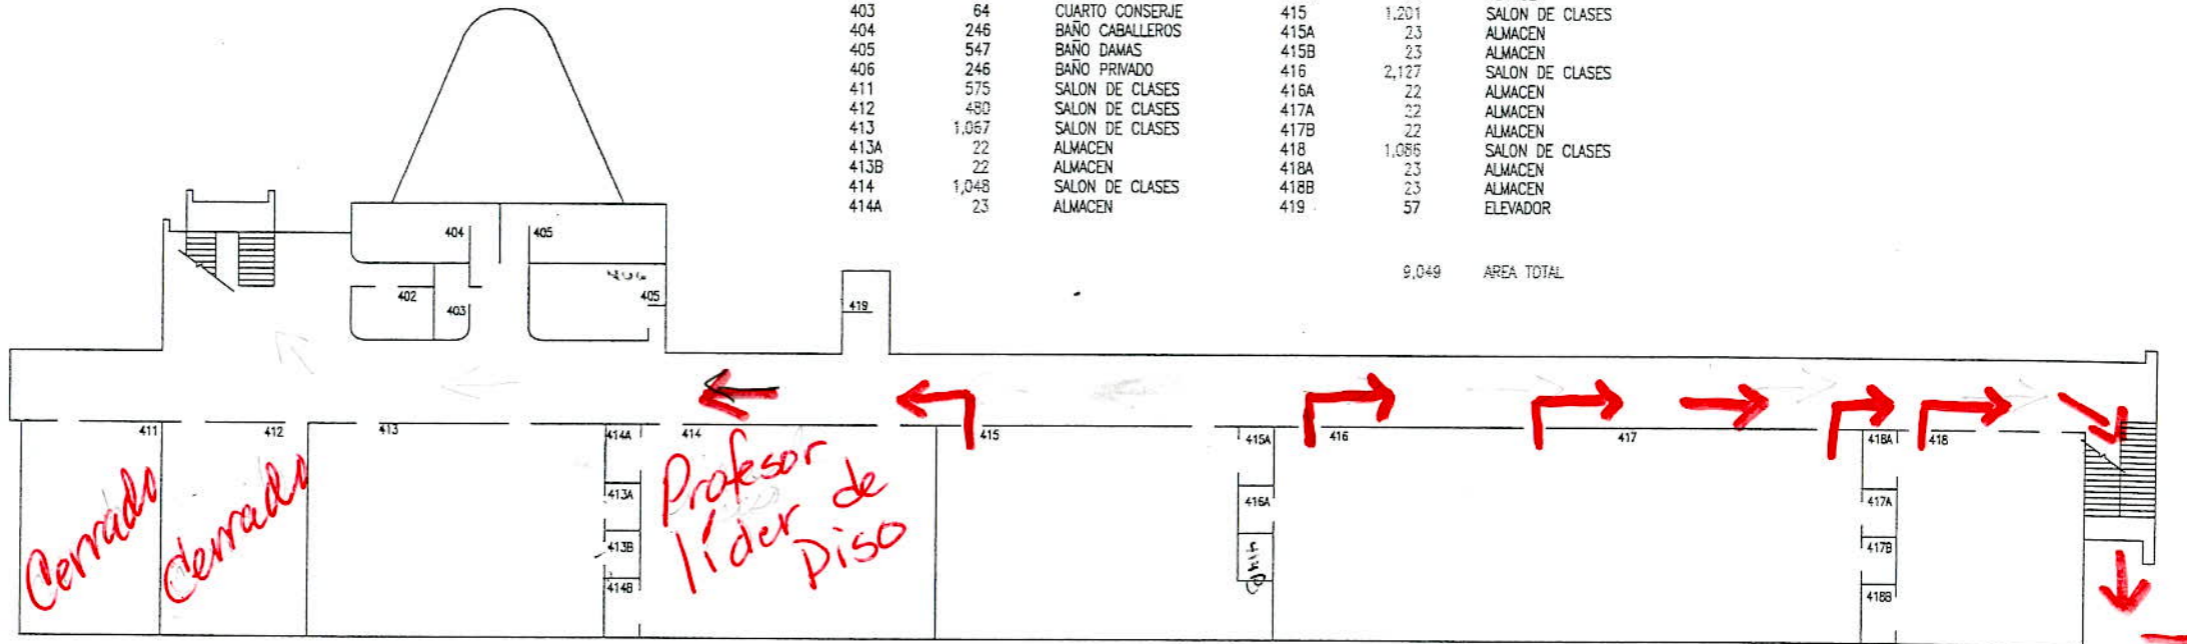 403 64 CUARTO CONSERJE 415 1,201 SALON DE CLASES
404 246 BAÑO CABALLEROS 415A 23 ALMACEN
405 547 BAÑO DAMAS 415B 23 ALMACEN
406 246 BAÑO PRIVADO 416 2,127 SALON DE CLASES
411 575 SALON DE CLASES 416A 22 ALMACEN
412 480 SALON DE CLASES 417A 22 ALMACEN
413 1,067 SALON DE CLASES 417B 22 ALMACEN
413A 22 ALMACEN 418 1,086 SALON DE CLASES
413B 22 ALMACEN 418A 23 ALMACEN
414 1,048 SALON DE CLASES 418B 23 ALMACEN
414A 23 ALMACEN 419 57 ELEVADOR
9,049 AREA TOTAL
404 405
406
402 405
403 419
411 412 413 414A 414 415 415A 416 417 418A 418
413A 416A 417A
413B 417B
414B 418B
Cerrado
Cerrado
Profesor
líder de
Piso